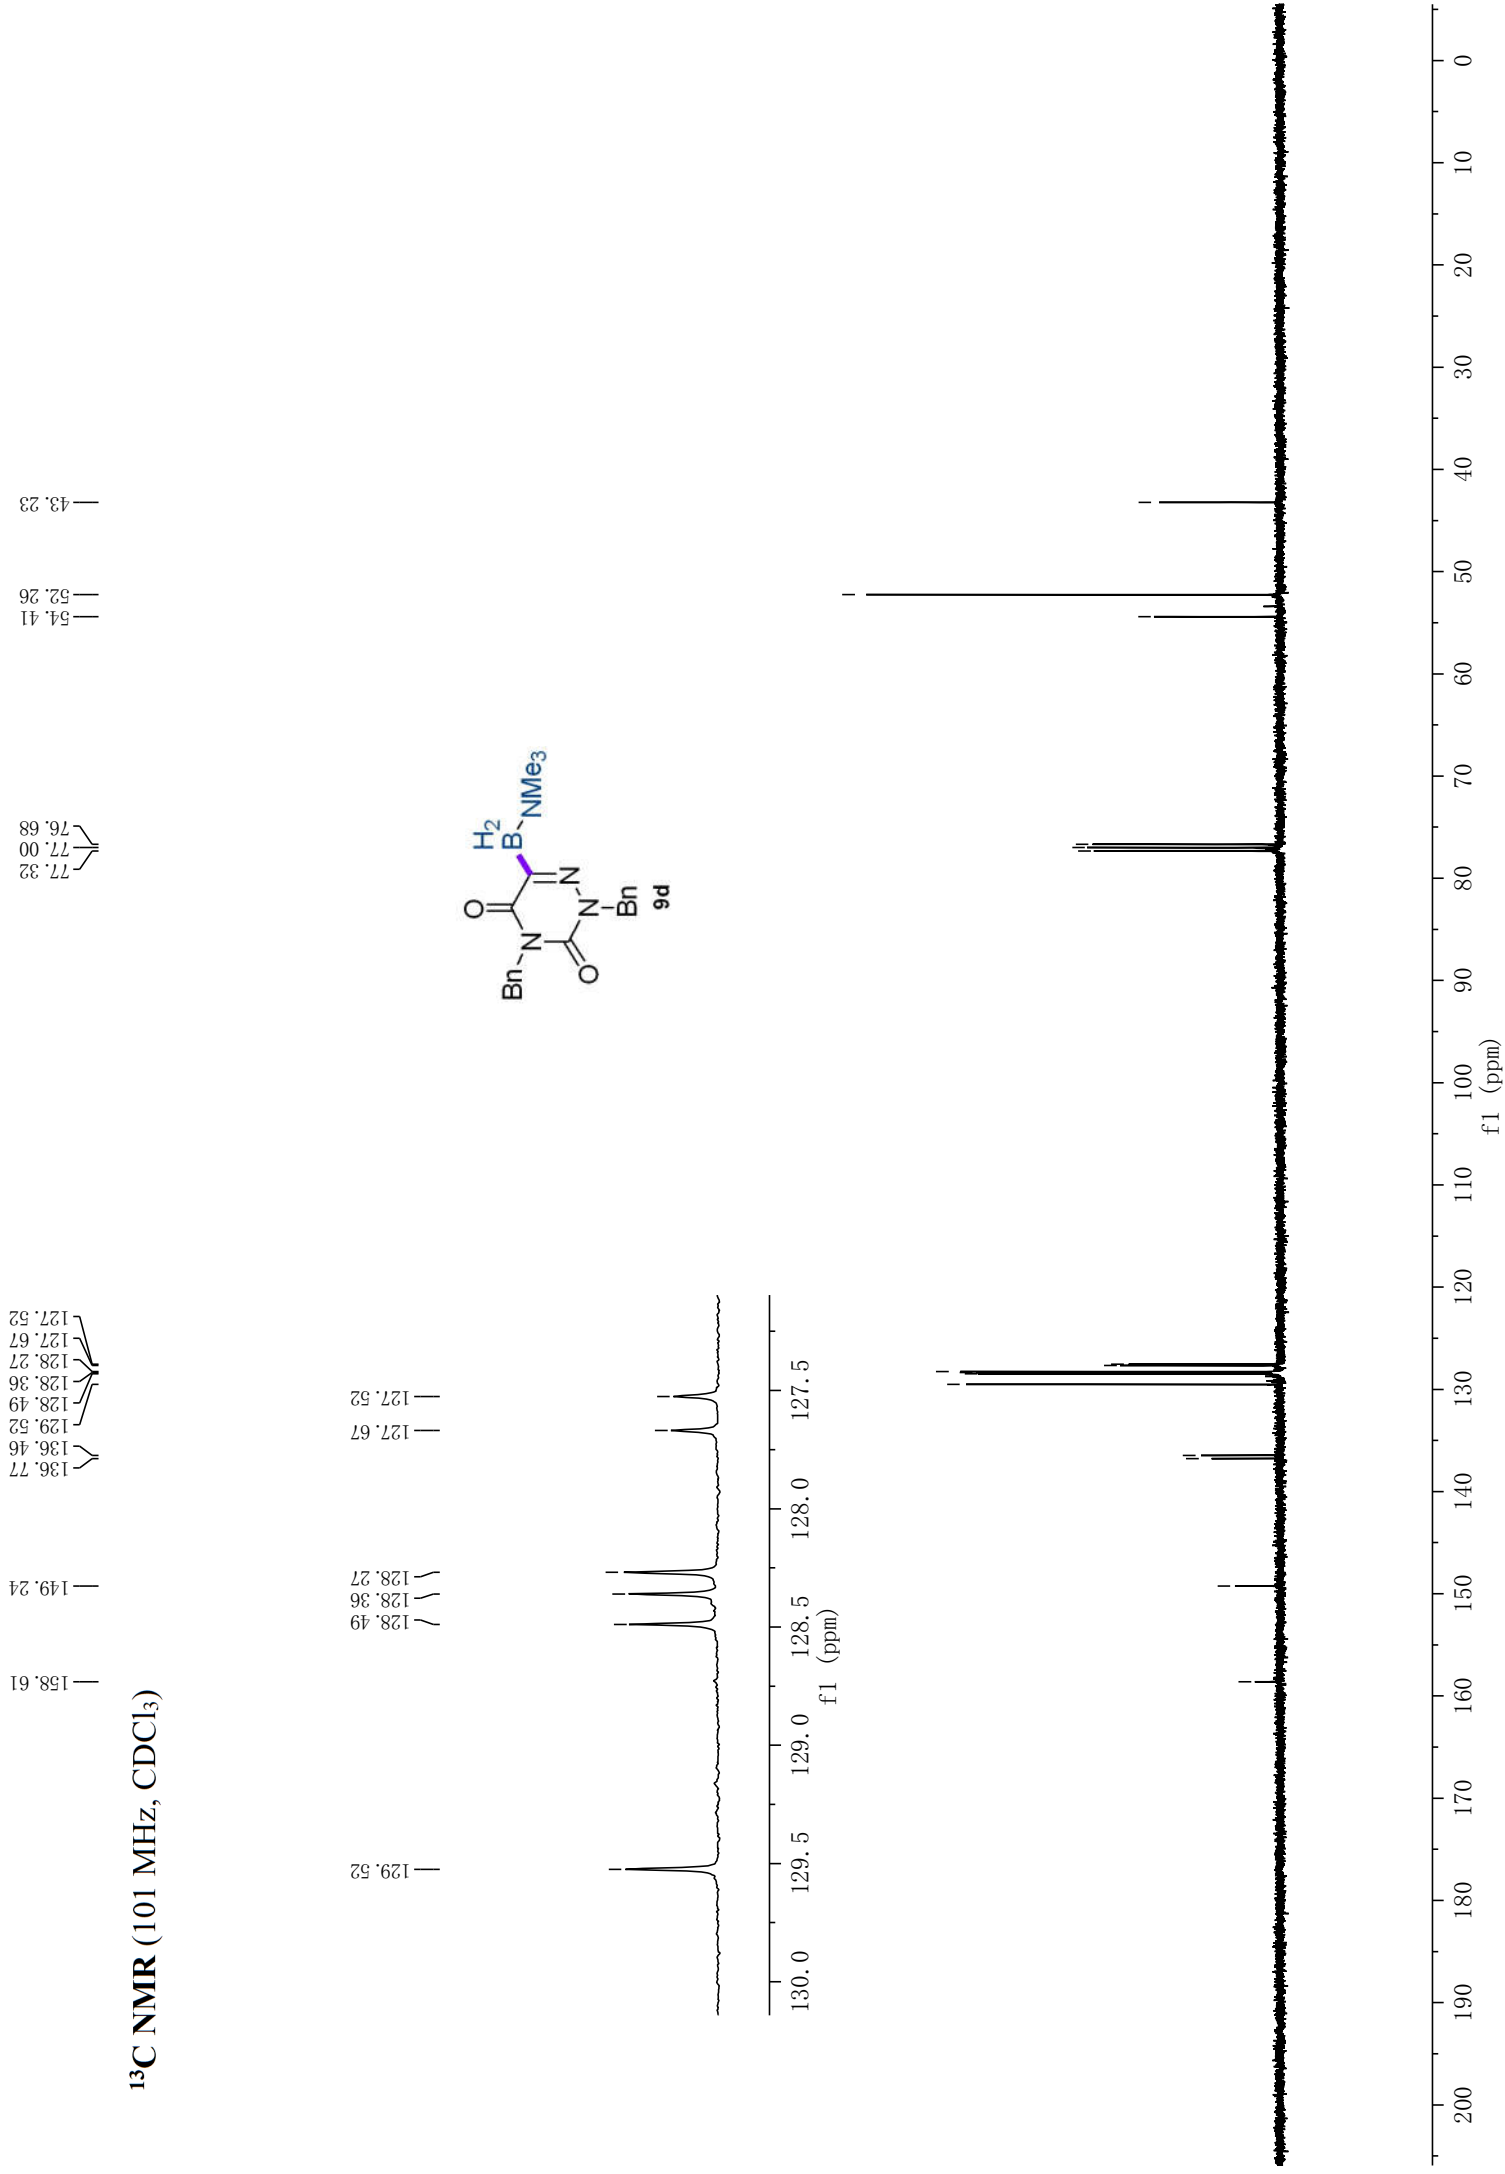 ¹³C NMR (101 MHz, CDCl₃)
158.61
149.24
136.77
136.46
129.52
128.49
128.36
128.27
127.67
127.52
77.32
77.00
76.68
54.41
52.26
43.23
129.52
128.49
128.36
128.27
127.67
127.52
130.0 129.5 129.0 128.5 128.0 127.5
f1 (ppm)
O
H₂
B
NMe₃
Bn
N
N
O
N
Bn
9d
200 190 180 170 160 150 140 130 120 110 100 90 80 70 60 50 40 30 20 10 0
f1 (ppm)